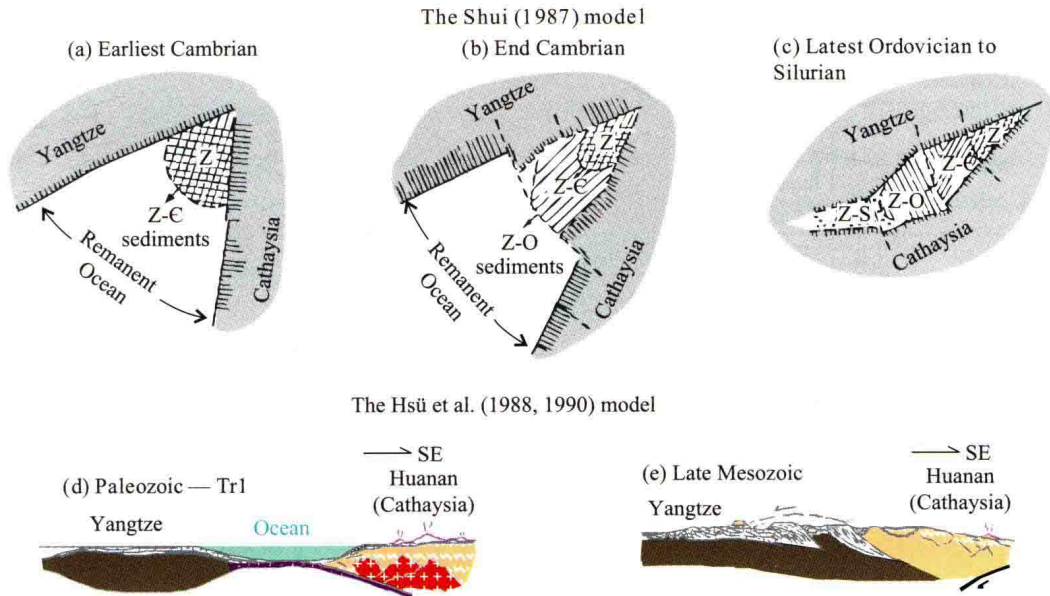 The Shui (1987) model
(a) Earliest Cambrian
Yangtze
Z
Z-Є
sediments
Remanent
Ocean
Cathaysia
(b) End Cambrian
Yangtze
Z
Z-Є
Z-O
sediments
Remanent
Ocean
Cathaysia
(c) Latest Ordovician to
Silurian
Yangtze
Z
Z-Є
Z-O
Z-S
Cathaysia
The Hsü et al. (1988, 1990) model
(d) Paleozoic — Tr1
Yangtze
Ocean
SE
Huanan
(Cathaysia)
(e) Late Mesozoic
Yangtze
SE
Huanan
(Cathaysia)